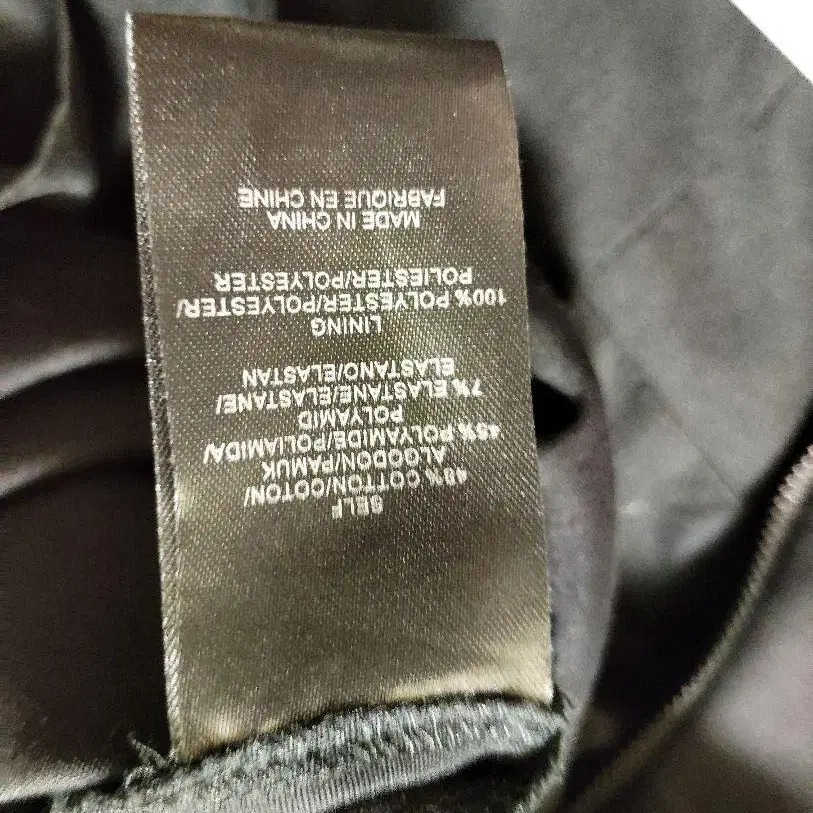 SELF
48% COTTON/COTON/
ALGODON/PAMUK
45% POLYAMIDE/POLIAMIDA/
POLYAMID
7% ELASTANE/ELASTANE/
ELASTANO/ELASTAN
LINING
100% POLYESTER/POLYESTER/
POLIESTER/POLYESTER
MADE IN CHINA
FABRIQUE EN CHINE